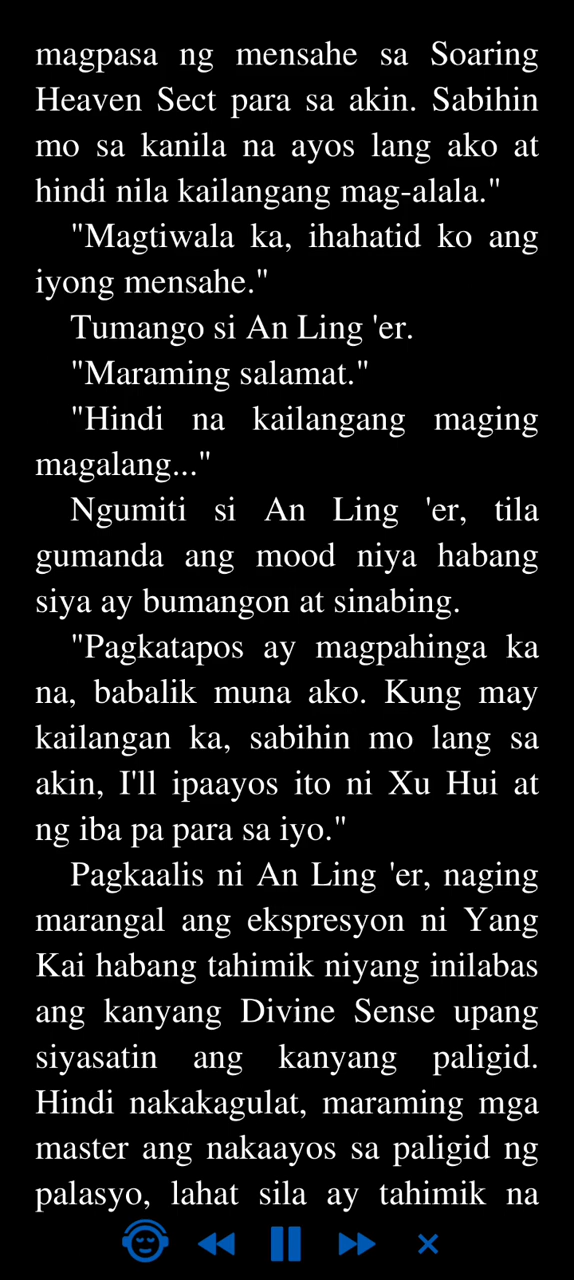 magpasa ng mensahe sa Soaring
Heaven Sect para sa akin. Sabihin
mo sa kanila na ayos lang ako at
hindi nila kailangang mag-alala."
"Magtiwala ka, ihahatid ko ang
iyong mensahe."
Tumango si An Ling 'er.
"Maraming salamat."
"Hindi na kailangang maging
magalang..."
Ngumiti si An Ling 'er, tila
gumanda ang mood niya habang
siya ay bumangon at sinabing.
"Pagkatapos ay magpahinga ka
na, babalik muna ako. Kung may
kailangan ka, sabihin mo lang sa
akin, I'll ipaayos ito ni Xu Hui at
ng iba pa para sa iyo."
Pagkaalis ni An Ling 'er, naging
marangal ang ekspresyon ni Yang
Kai habang tahimik niyang inilabas
ang kanyang Divine Sense upang
siyasatin ang kanyang paligid.
Hindi nakakagulat, maraming mga
master ang nakaayos sa paligid ng
palasyo, lahat sila ay tahimik na